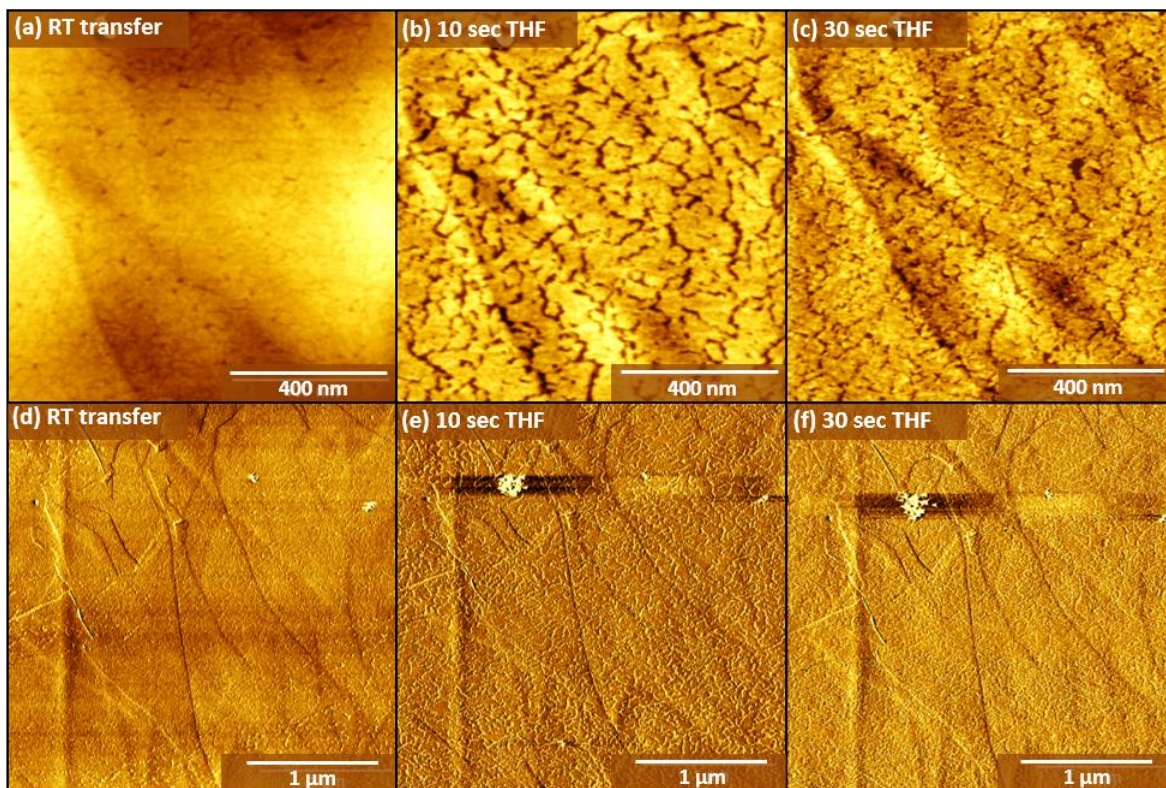 (a) RT transfer
(b) 10 sec THF
(c) 30 sec THF
400 nm
400 nm
400 nm
(d) RT transfer
(e) 10 sec THF
(f) 30 sec THF
1 µm
1 µm
1 µm